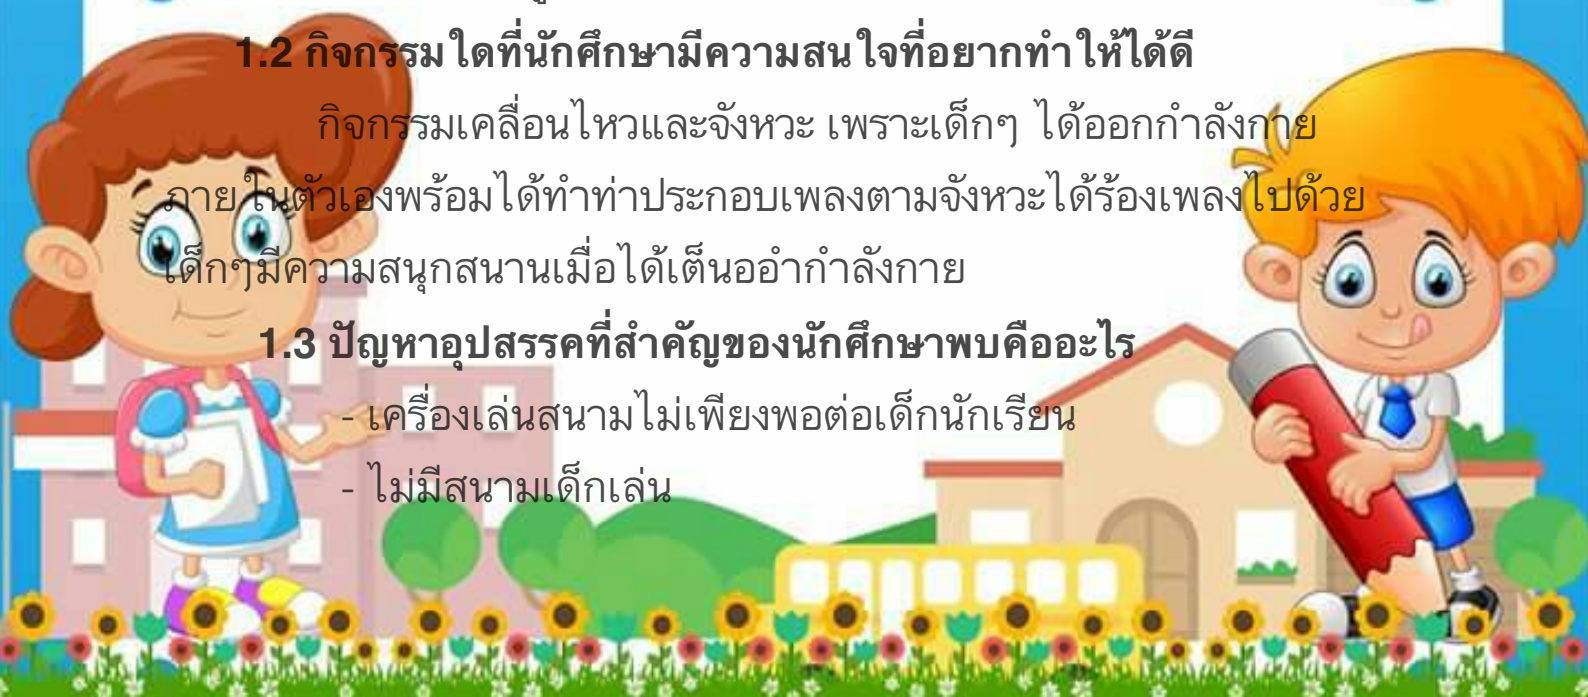 1.2 กิจกรรมใดที่นักศึกษามีความสนใจที่อยากทำให้ได้ดี
กิจกรรมเคลื่อนไหวและจังหวะ เพราะเด็กๆ ได้ออกกำลังกาย
ภายในตัวเองพร้อมได้ทำท่าประกอบเพลงตามจังหวะได้ร้องเพลงไปด้วย
เด็กๆมีความสนุกสนานเมื่อได้เต็นออำกำลังกาย
1.3 ปัญหาอุปสรรคที่สำคัญของนักศึกษาพบคืออะไร
- เครื่องเล่นสนามไม่เพียงพอต่อเด็กนักเรียน
- ไม่มีสนามเด็กเล่น